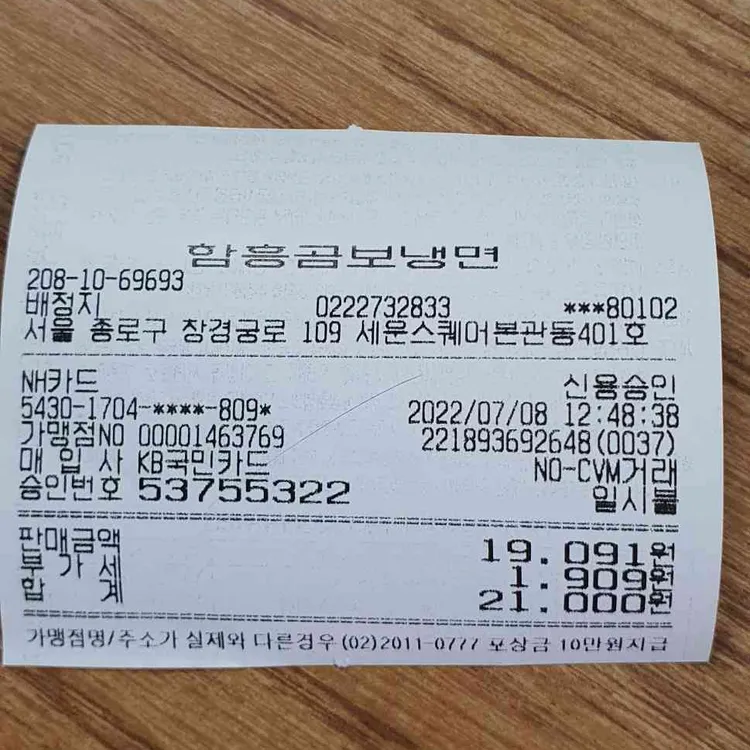 함흥곰보냉면
208-10-69693
배정지 0222732833 ***80102
서울 종로구 창경궁로 109 세운스퀘어본관동401호
NH카드 신용승인
5430-1704-****-809* 2022/07/08 12:48:38
가맹점NO 00001463769 221893692648(0037)
매 입 사 KB국민카드 NO-CVM거래
승인번호 53755322 일시불
판매금액 19.091원
부 가 세 1.909원
합 계 21.000원
가맹점명/주소가 실제와 다른경우 (02)2011-0777 포상금 10만원지급